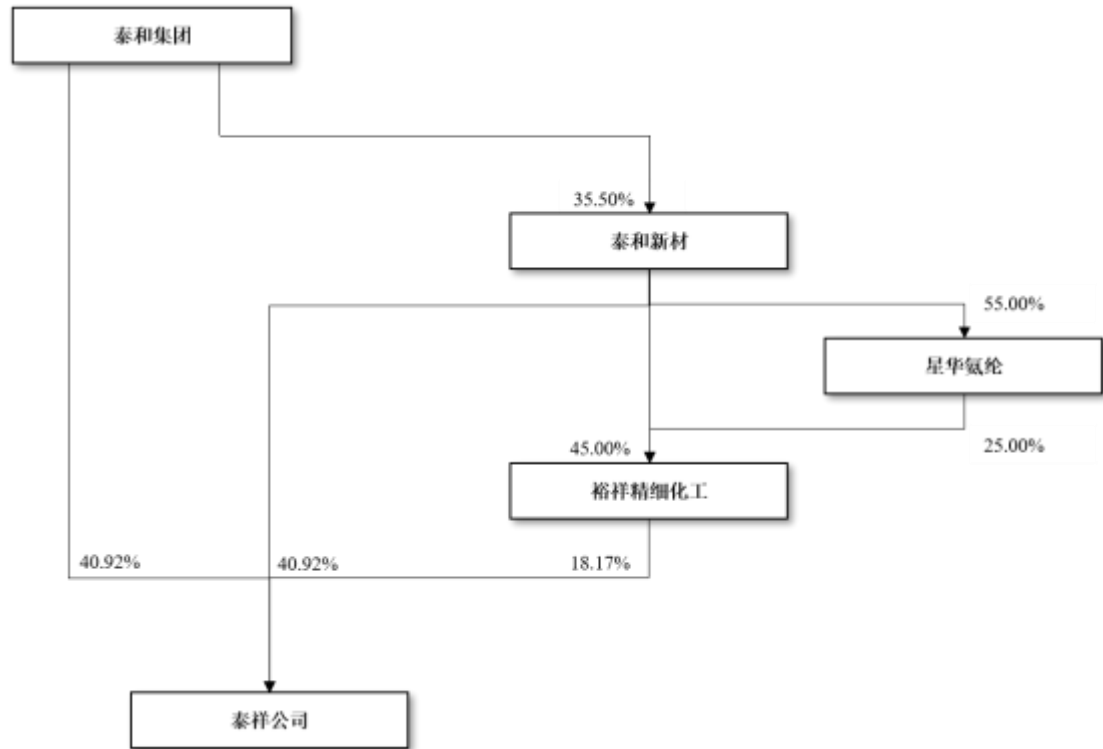 泰和集团
35.50%
泰和新材
55.00%
星华氨纶
45.00%
25.00%
裕祥精细化工
40.92%
40.92%
18.17%
泰祥公司